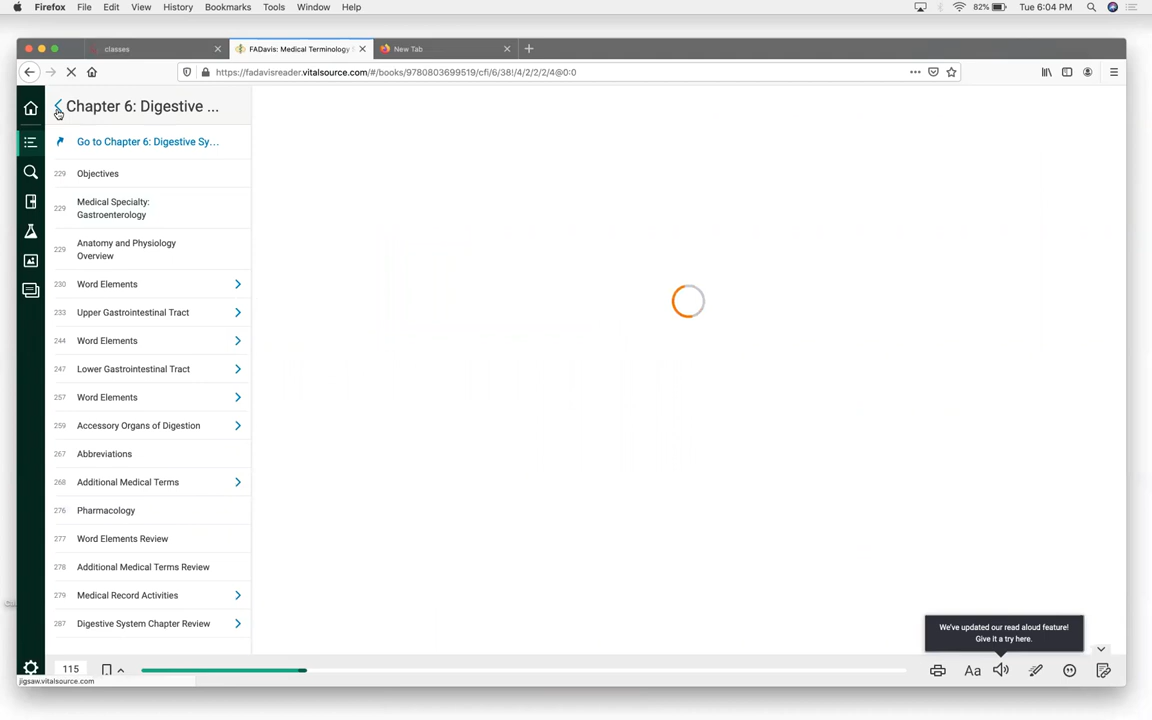 Firefox File Edit View History Bookmarks Tools Window Help 82% Tue 6:04 PM
classes FADavis: Medical Terminology New Tab
https://fadavisreader.vitalsource.com/#/books/9780803699519/cfi/6/38!/4/2/2/2/4@0:0
Chapter 6: Digestive ...
Go to Chapter 6: Digestive Sy...
229 Objectives
229 Medical Specialty:
Gastroenterology
229 Anatomy and Physiology
Overview
230 Word Elements
233 Upper Gastrointestinal Tract
244 Word Elements
247 Lower Gastrointestinal Tract
257 Word Elements
259 Accessory Organs of Digestion
267 Abbreviations
268 Additional Medical Terms
276 Pharmacology
277 Word Elements Review
278 Additional Medical Terms Review
279 Medical Record Activities
287 Digestive System Chapter Review
We've updated our read aloud feature!
Give it a try here.
115 Aa
jigsaw.vitalsource.com